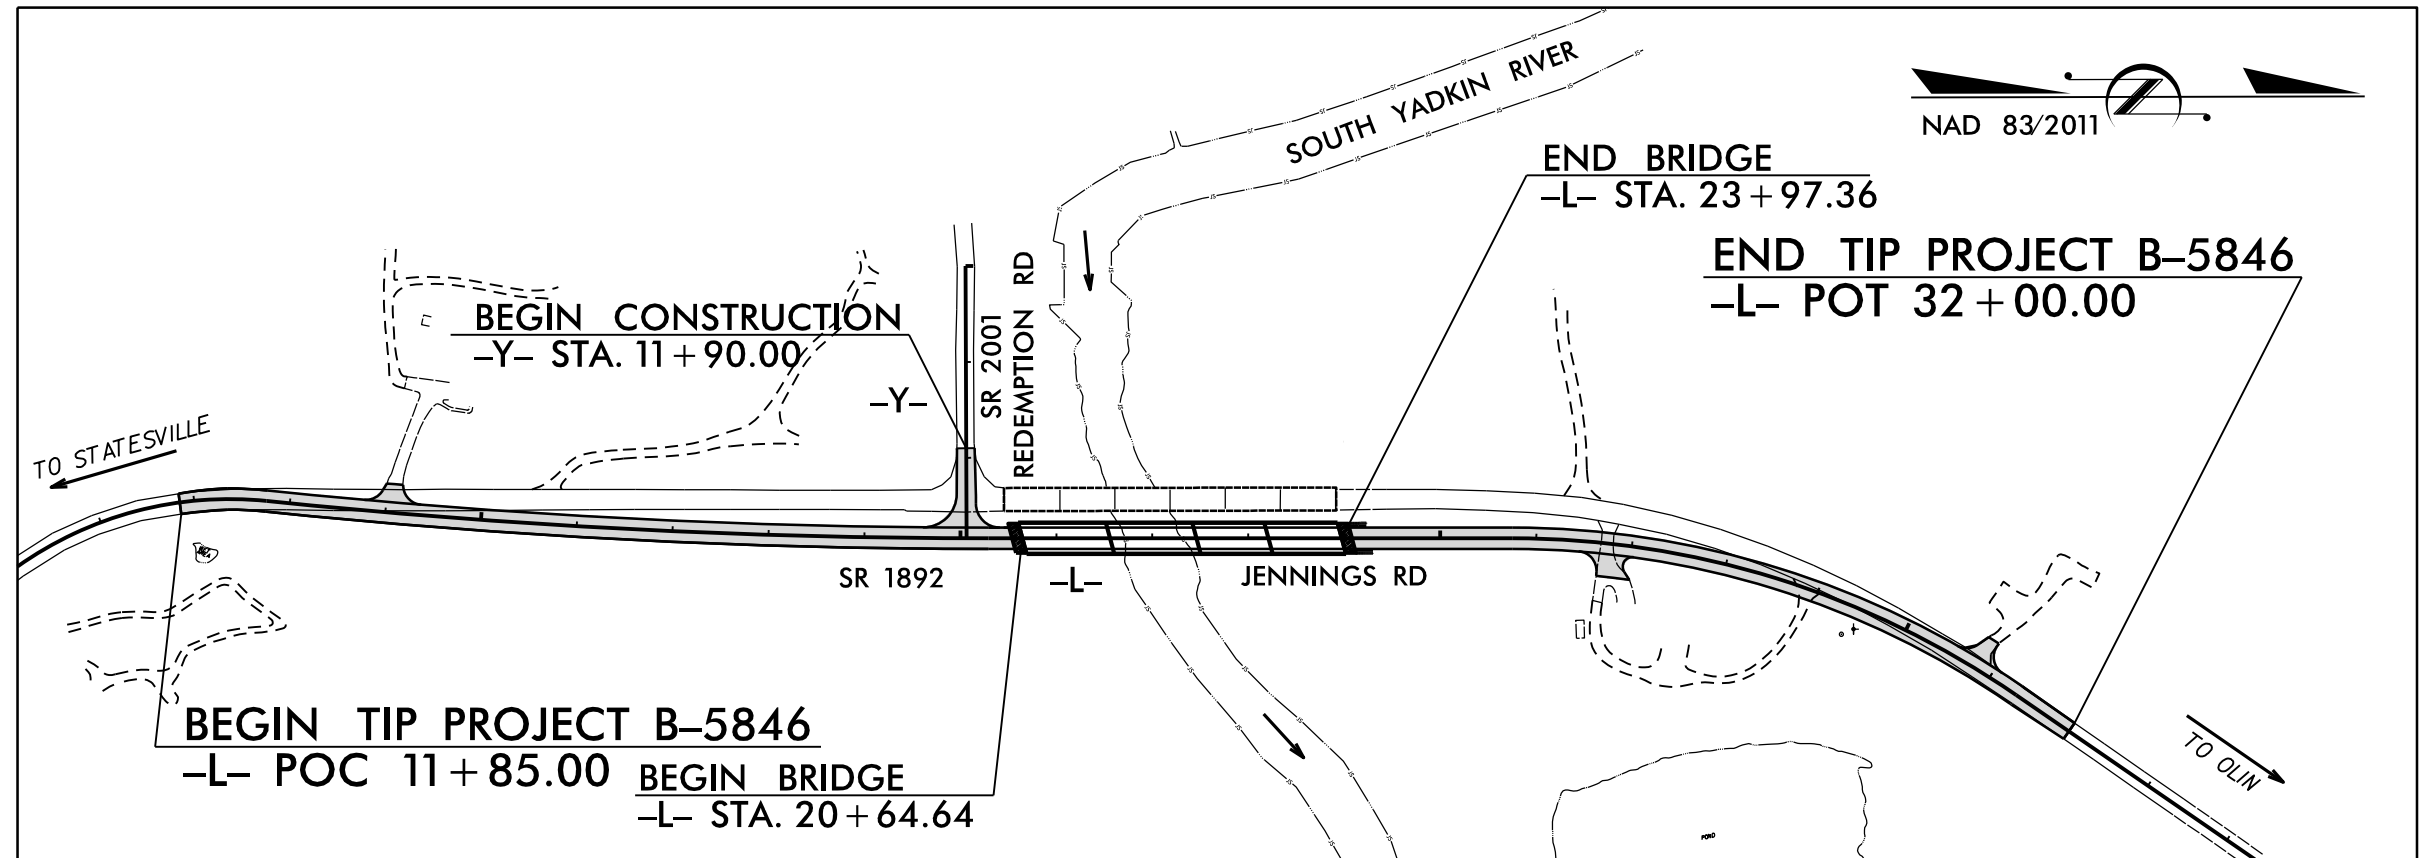 SOUTH YADKIN RIVER
NAD 83/2011
END BRIDGE
-L- STA. 23+97.36
END TIP PROJECT B-5846
-L- POT 32+00.00
BEGIN CONSTRUCTION
-Y- STA. 11+90.00
-Y-
SR 2001
REDEMPTION RD
TO STATESVILLE
SR 1892
-L-
JENNINGS RD
BEGIN TIP PROJECT B-5846
-L- POC 11+85.00
BEGIN BRIDGE
-L- STA. 20+64.64
TO OLIN
POND